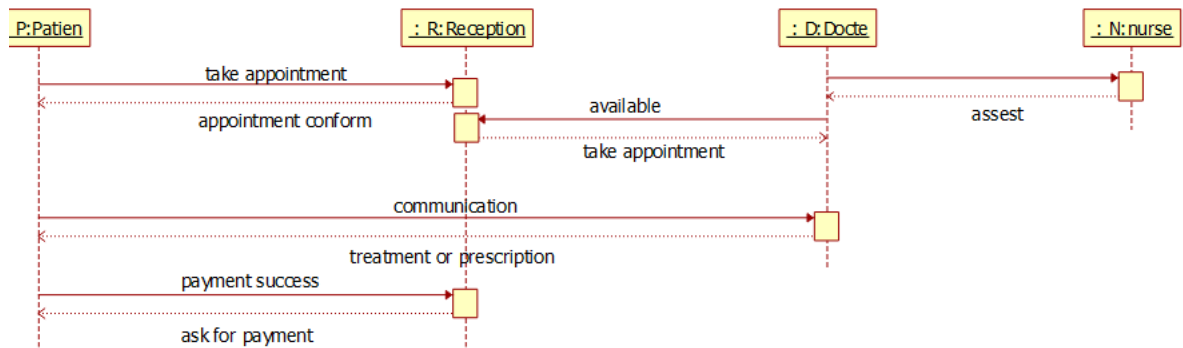 P:Patien
: R:Reception
: D:Docte
: N:nurse
take appointment
appointment conform
available
assest
take appointment
communication
treatment or prescription
payment success
ask for payment